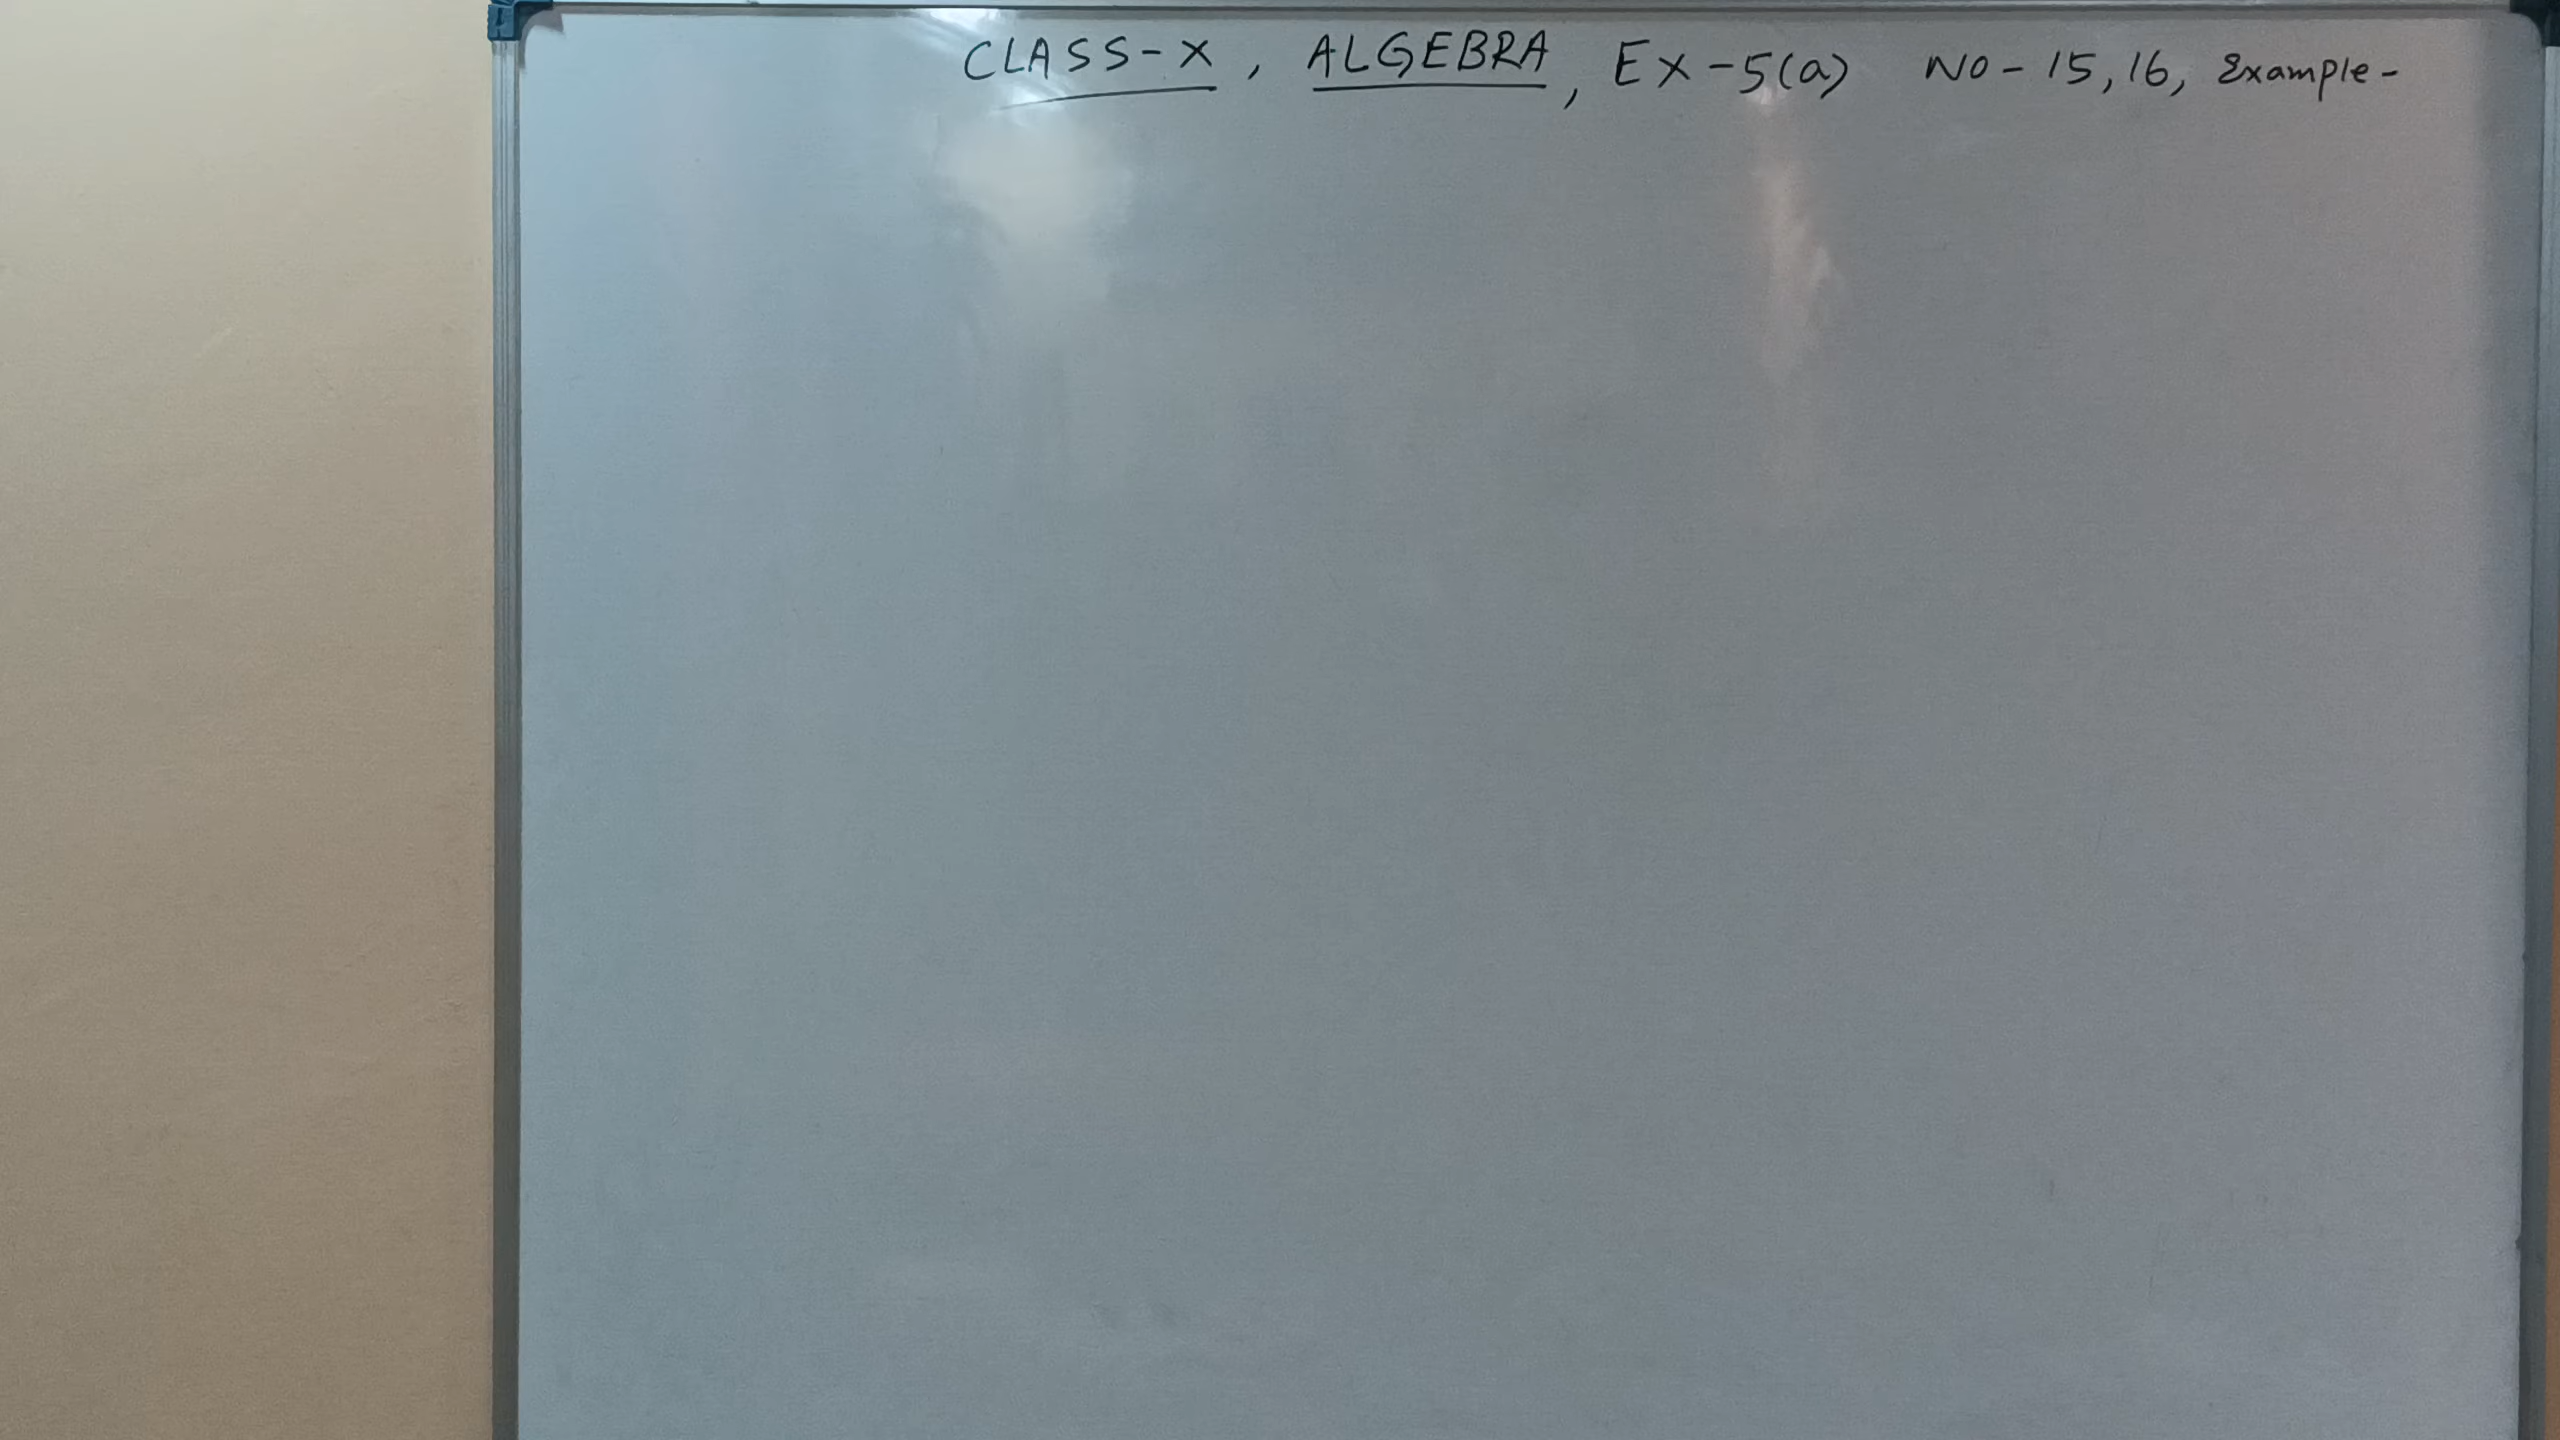 CLASS-X, ALGEBRA, EX-5(a) NO-15,16, Example-